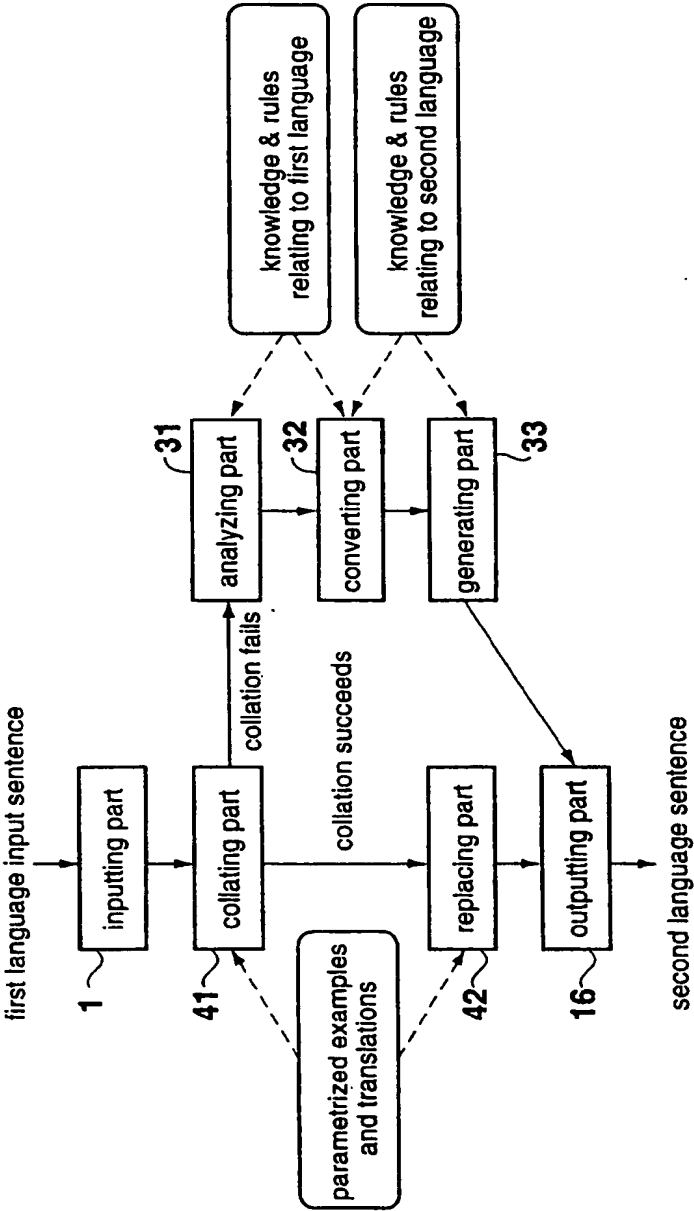 first language input sentence
1
inputting part
41
collating part
collation fails
31
analyzing part
knowledge & rules
relating to first language
32
converting part
collation succeeds
knowledge & rules
relating to second language
parametrized examples
and translations
42
replacing part
generating part
33
16
outputting part
second language sentence